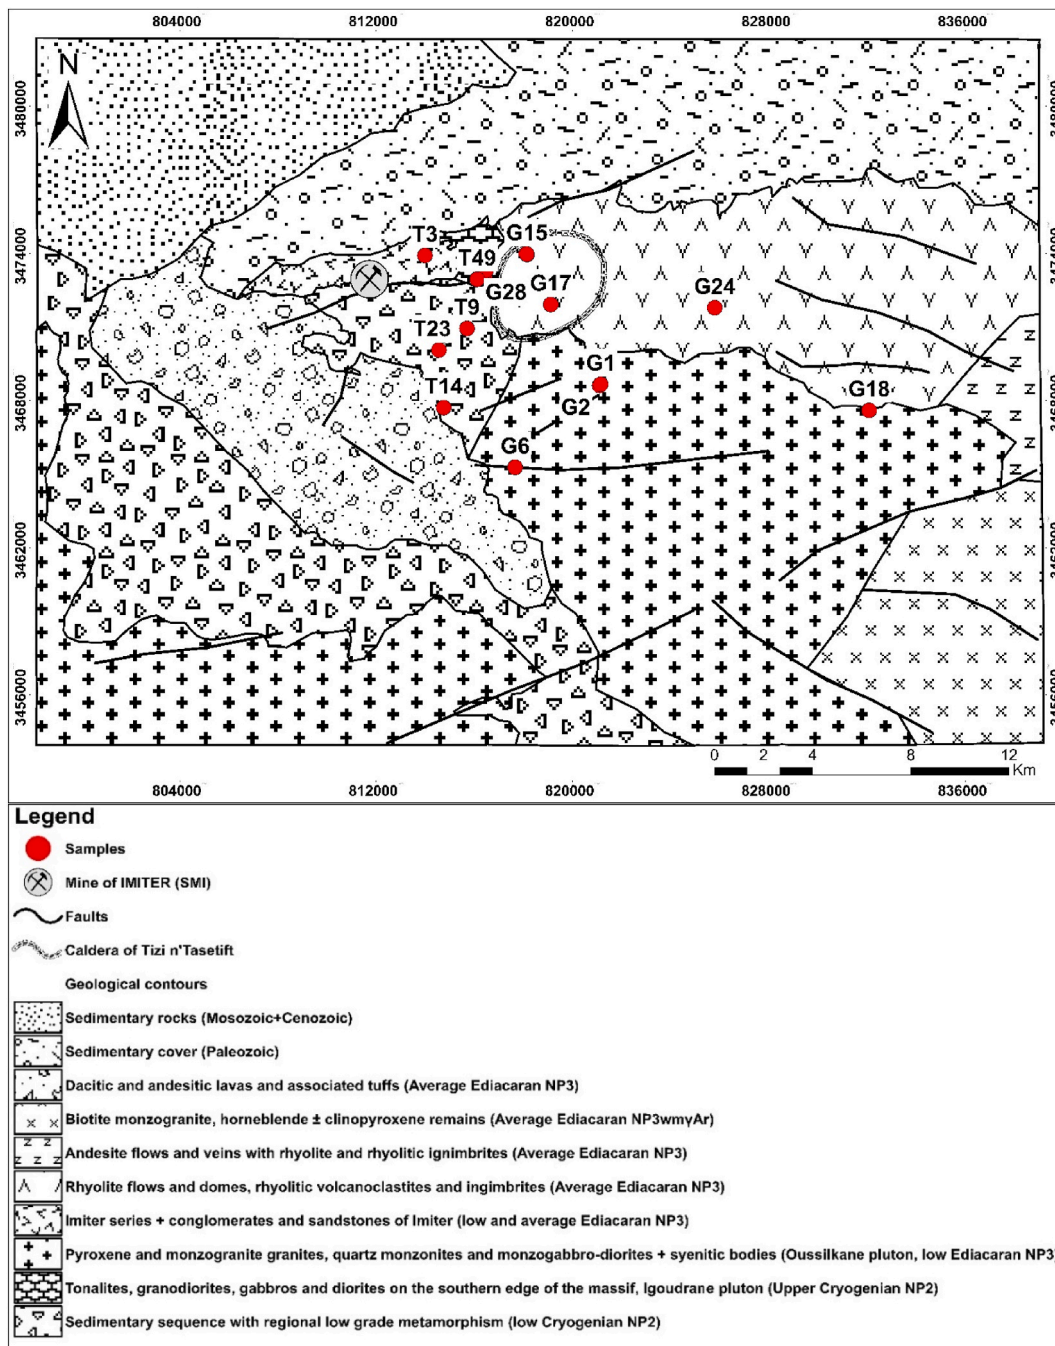 804000 812000 820000 828000 836000
N
3480000 3480000
3474000 3474000
3468000 3468000
3462000 3462000
3456000 3456000
T3 G15
T49
G28 G17
G24
T9
T23
G1
T14
G2
G18
G6
0 2 4 8 12
Km
804000 812000 820000 828000 836000
Legend
Samples
Mine of IMITER (SMI)
Faults
Caldera of Tizi n'Tasetift
Geological contours
Sedimentary rocks (Mosozoic+Cenozoic)
Sedimentary cover (Paleozoic)
Dacitic and andesitic lavas and associated tuffs (Average Ediacaran NP3)
Biotite monzogranite, horneblende ± clinopyroxene remains (Average Ediacaran NP3wmγAr)
Andesite flows and veins with rhyolite and rhyolitic ignimbrites (Average Ediacaran NP3)
Rhyolite flows and domes, rhyolitic volcanoclastites and ingimbrites (Average Ediacaran NP3)
Imiter series + conglomerates and sandstones of Imiter (low and average Ediacaran NP3)
Pyroxene and monzogranite granites, quartz monzonites and monzogabbro-diorites + syenitic bodies (Oussilkane pluton, low Ediacaran NP3)
Tonalites, granodiorites, gabbros and diorites on the southern edge of the massif, Igoudrane pluton (Upper Cryogenian NP2)
Sedimentary sequence with regional low grade metamorphism (low Cryogenian NP2)